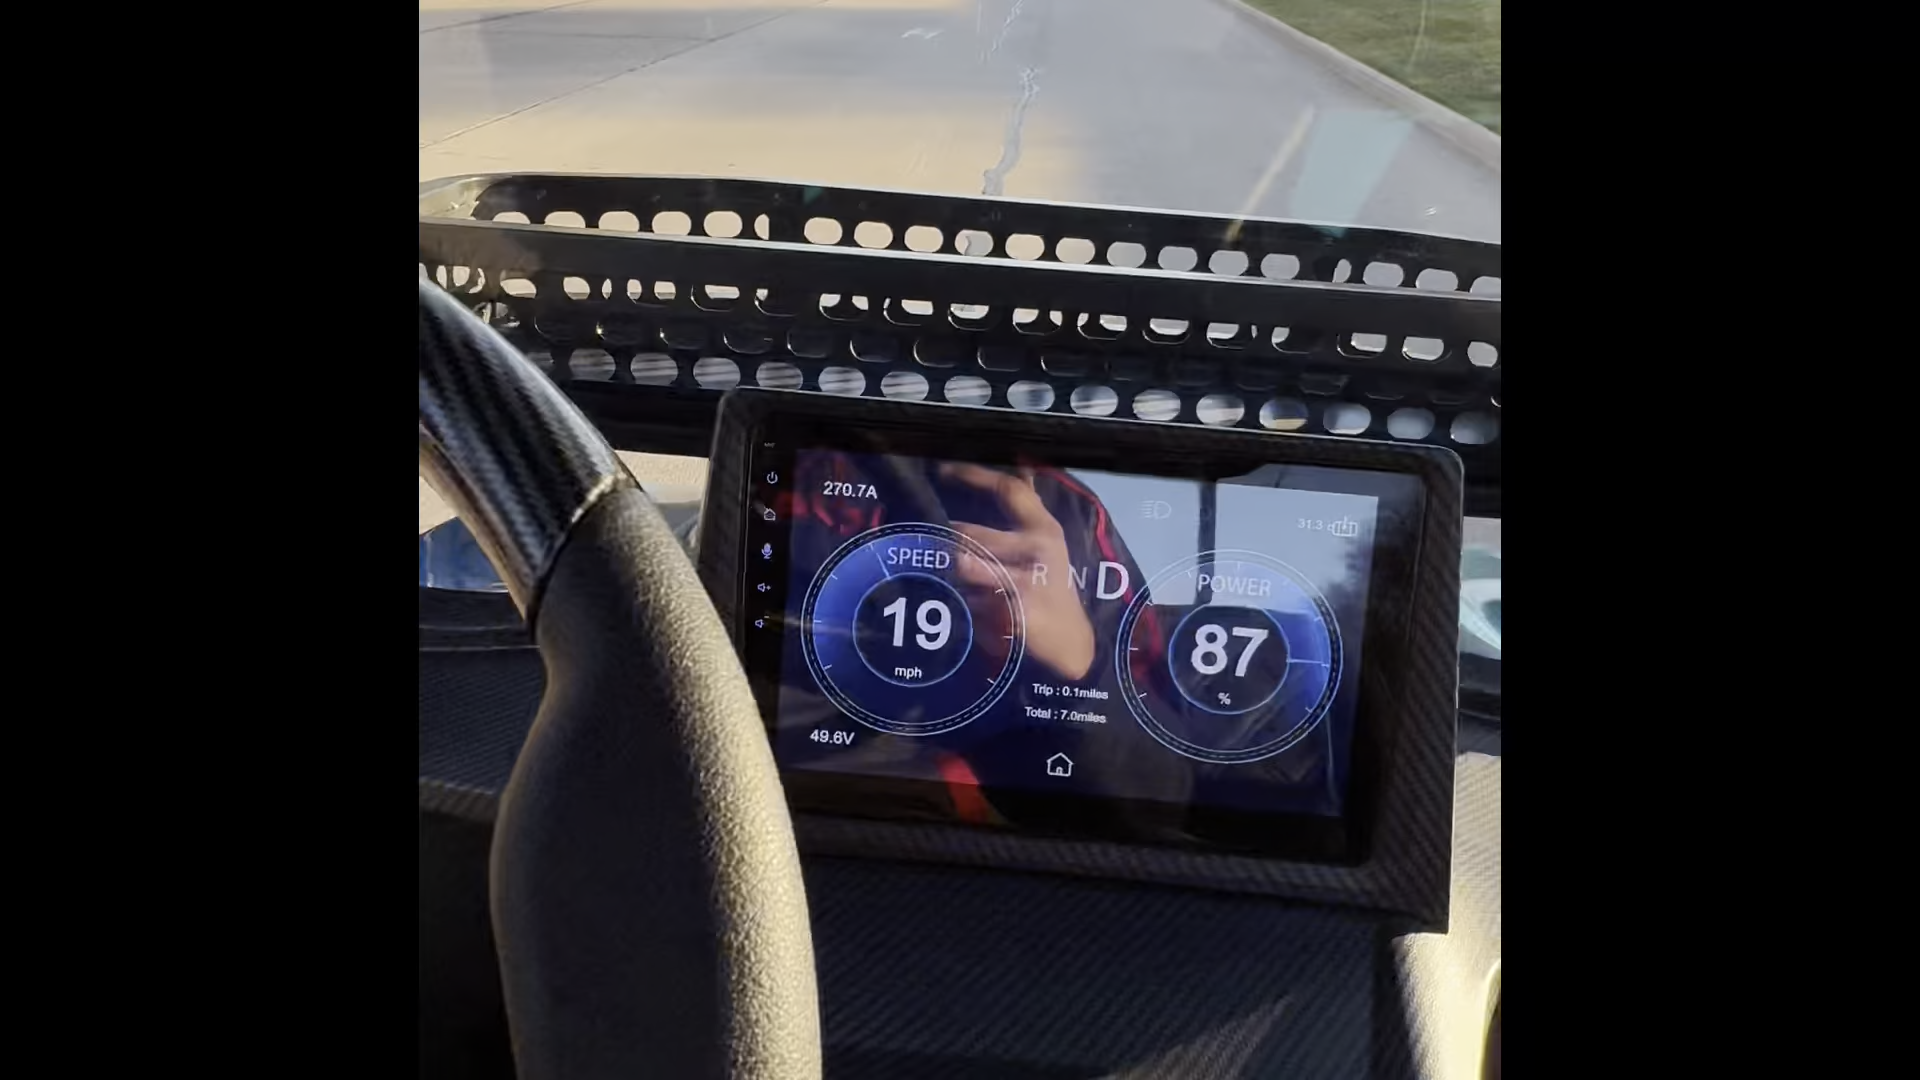 270.7A
SPEED
19
mph
R N D
POWER
87
%
Trip : 0.1miles
Total : 7.0miles
49.6V
31.3